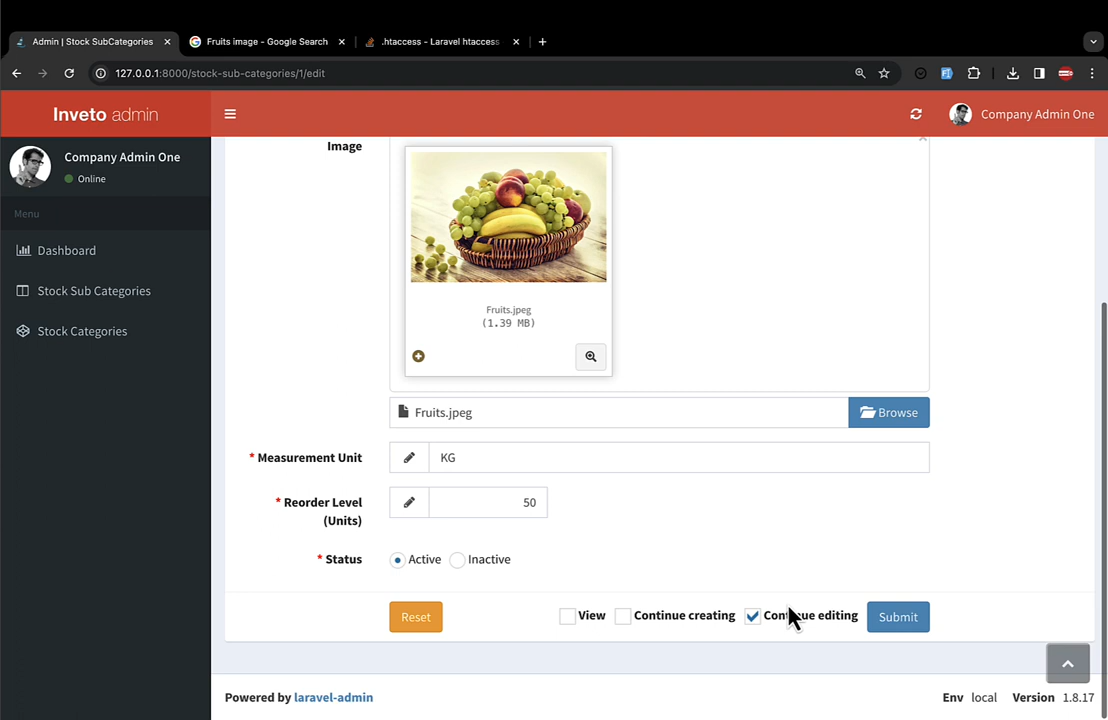 Admin | Stock SubCategories
Fruits image - Google Search
.htaccess - Laravel htaccess
127.0.0.1:8000/stock-sub-categories/1/edit
Inveto admin
Company Admin One
Company Admin One
Online
Menu
Dashboard
Stock Sub Categories
Stock Categories
Image
Fruits.jpeg
(1.39 MB)
Fruits.jpeg
Browse
* Measurement Unit
KG
* Reorder Level
(Units)
50
* Status
Active
Inactive
Reset
View
Continue creating
Continue editing
Submit
Powered by laravel-admin
Env local Version 1.8.17